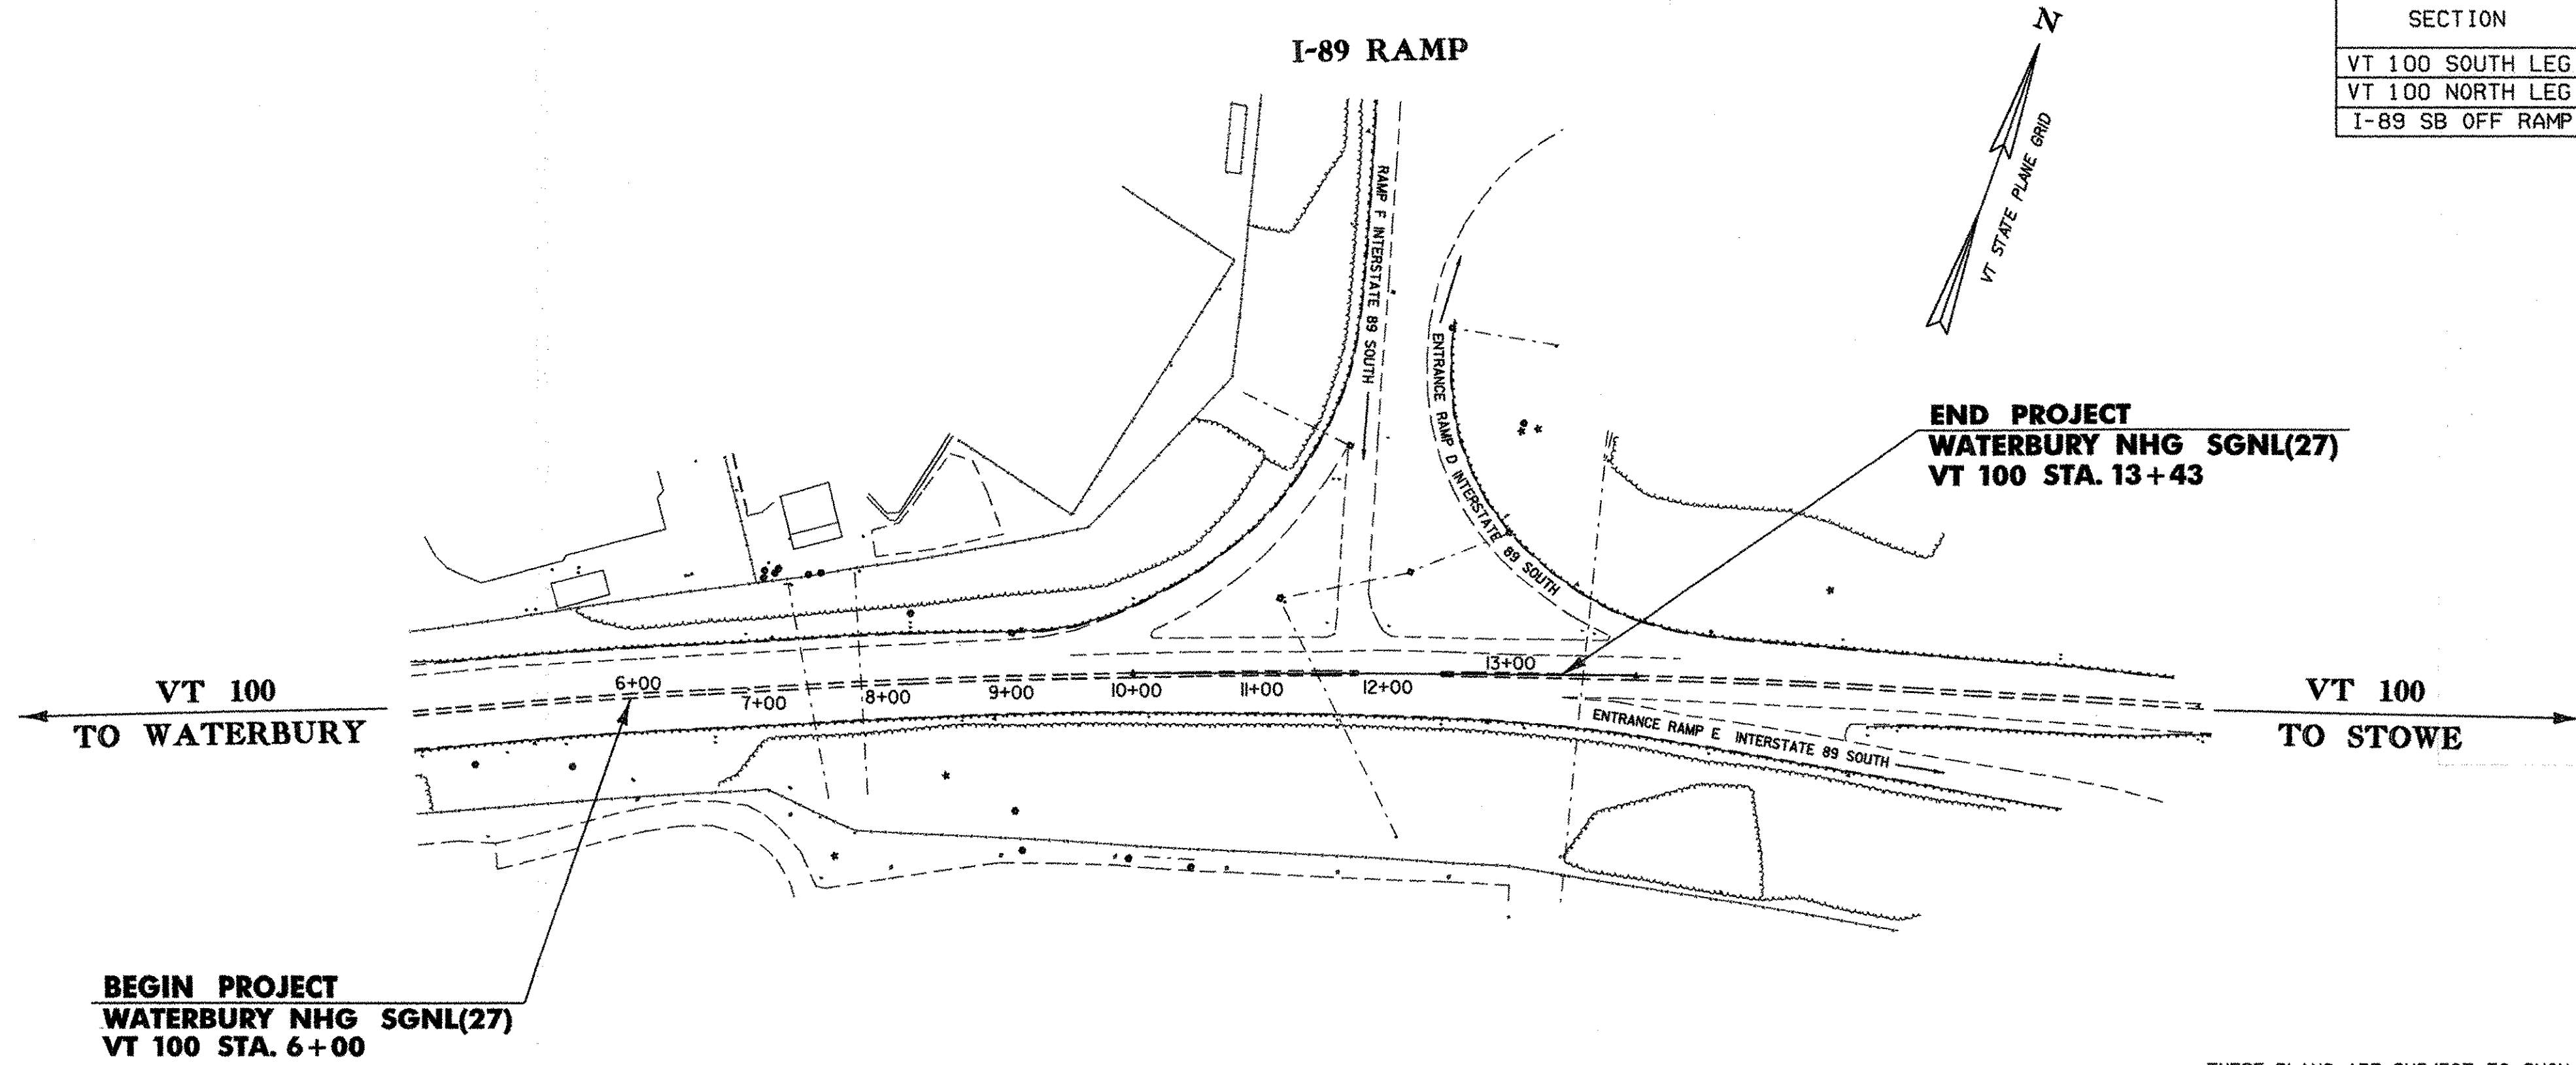 I-89 RAMP
N
VT STATE PLANE GRID
SECTION
VT 100 SOUTH LEG
VT 100 NORTH LEG
I-89 SB OFF RAMP
RAMP F INTERSTATE 89 SOUTH
ENTRANCE RAMP D INTERSTATE 89 SOUTH
END PROJECT
WATERBURY NHG SGNL(27)
VT 100 STA. 13+43
VT 100
TO WATERBURY
6+00
7+00
8+00
9+00
10+00
11+00
12+00
13+00
ENTRANCE RAMP E INTERSTATE 89 SOUTH
VT 100
TO STOWE
BEGIN PROJECT
WATERBURY NHG SGNL(27)
VT 100 STA. 6+00